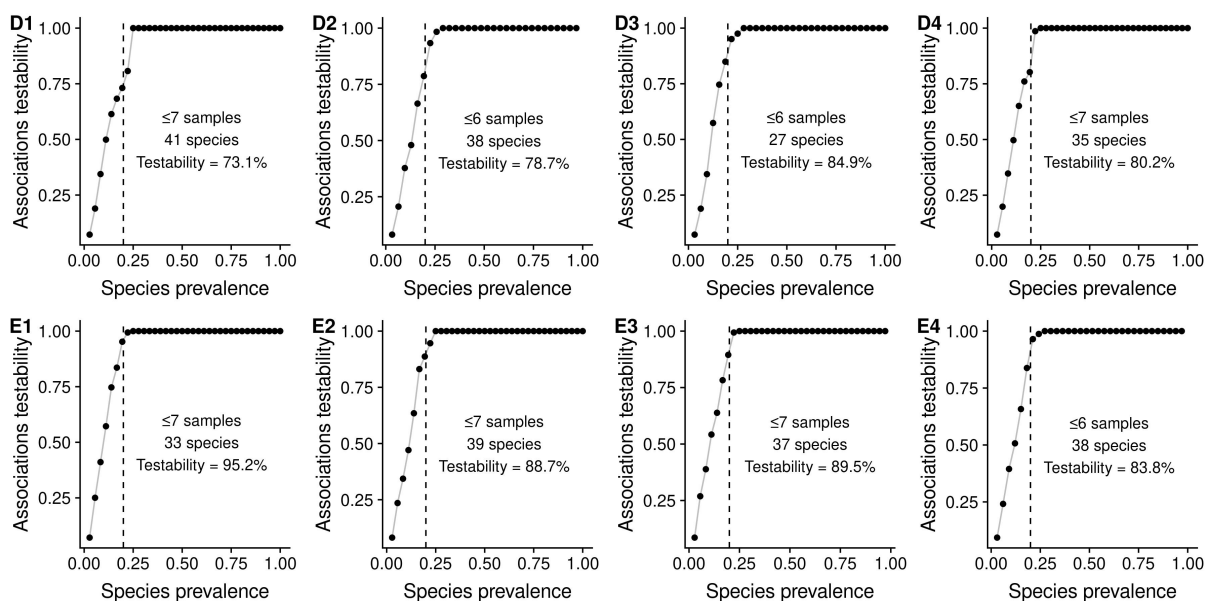 D1
Associations testability
1.00
0.75
0.50
0.25
≤7 samples
41 species
Testability = 73.1%
0.00 0.25 0.50 0.75 1.00
Species prevalence
D2
Associations testability
1.00
0.75
0.50
0.25
≤6 samples
38 species
Testability = 78.7%
0.00 0.25 0.50 0.75 1.00
Species prevalence
D3
Associations testability
1.00
0.75
0.50
0.25
≤6 samples
27 species
Testability = 84.9%
0.00 0.25 0.50 0.75 1.00
Species prevalence
D4
Associations testability
1.00
0.75
0.50
0.25
≤7 samples
35 species
Testability = 80.2%
0.00 0.25 0.50 0.75 1.00
Species prevalence
E1
Associations testability
1.00
0.75
0.50
0.25
≤7 samples
33 species
Testability = 95.2%
0.00 0.25 0.50 0.75 1.00
Species prevalence
E2
Associations testability
1.00
0.75
0.50
0.25
≤7 samples
39 species
Testability = 88.7%
0.00 0.25 0.50 0.75 1.00
Species prevalence
E3
Associations testability
1.00
0.75
0.50
0.25
≤7 samples
37 species
Testability = 89.5%
0.00 0.25 0.50 0.75 1.00
Species prevalence
E4
Associations testability
1.00
0.75
0.50
0.25
≤6 samples
38 species
Testability = 83.8%
0.00 0.25 0.50 0.75 1.00
Species prevalence